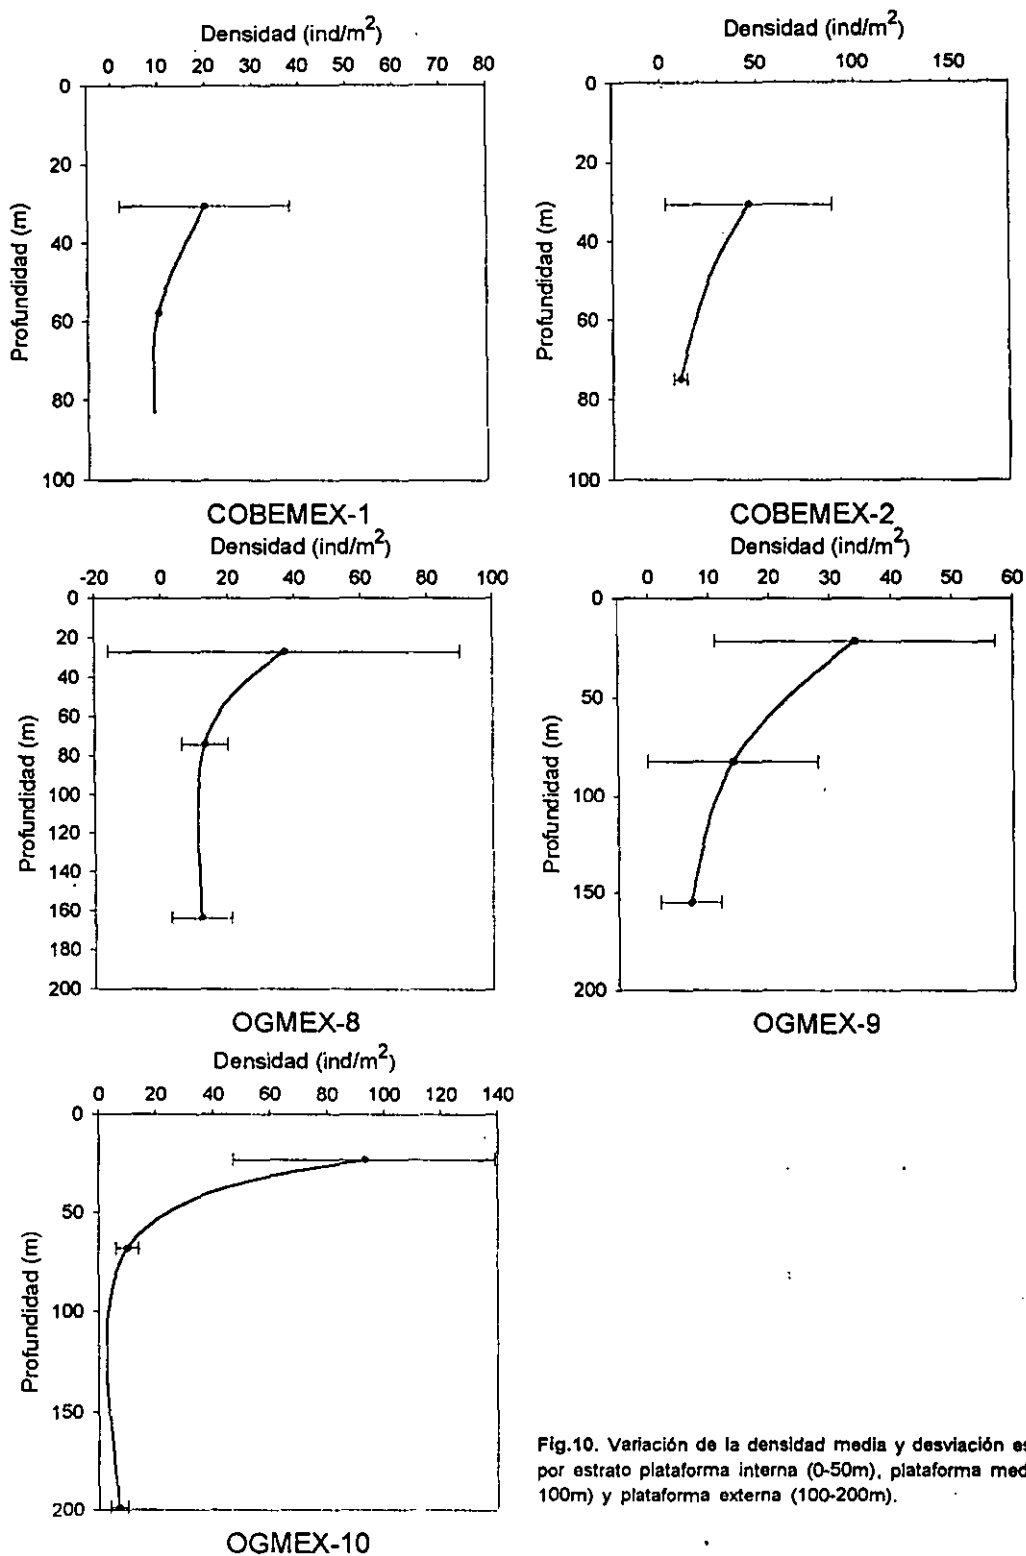 Densidad (ind/m²)
0 10 20 30 40 50 60 70 80
0
20
40
60
80
100
Profundidad (m)
COBEMEX-1
Densidad (ind/m²)
0 50 100 150
0
20
40
60
80
100
Profundidad (m)
COBEMEX-2
Densidad (ind/m²)
-20 0 20 40 60 80 100
0
20
40
60
80
100
120
140
160
180
200
Profundidad (m)
OGMEX-8
Densidad (ind/m²)
0 10 20 30 40 50 60
0
50
100
150
200
Profundidad (m)
OGMEX-9
Densidad (ind/m²)
0 20 40 60 80 100 120 140
0
50
100
150
200
Profundidad (m)
OGMEX-10
Fig.10. Variación de la densidad media y desviación es
por estrato plataforma interna (0-50m), plataforma med
100m) y plataforma externa (100-200m).